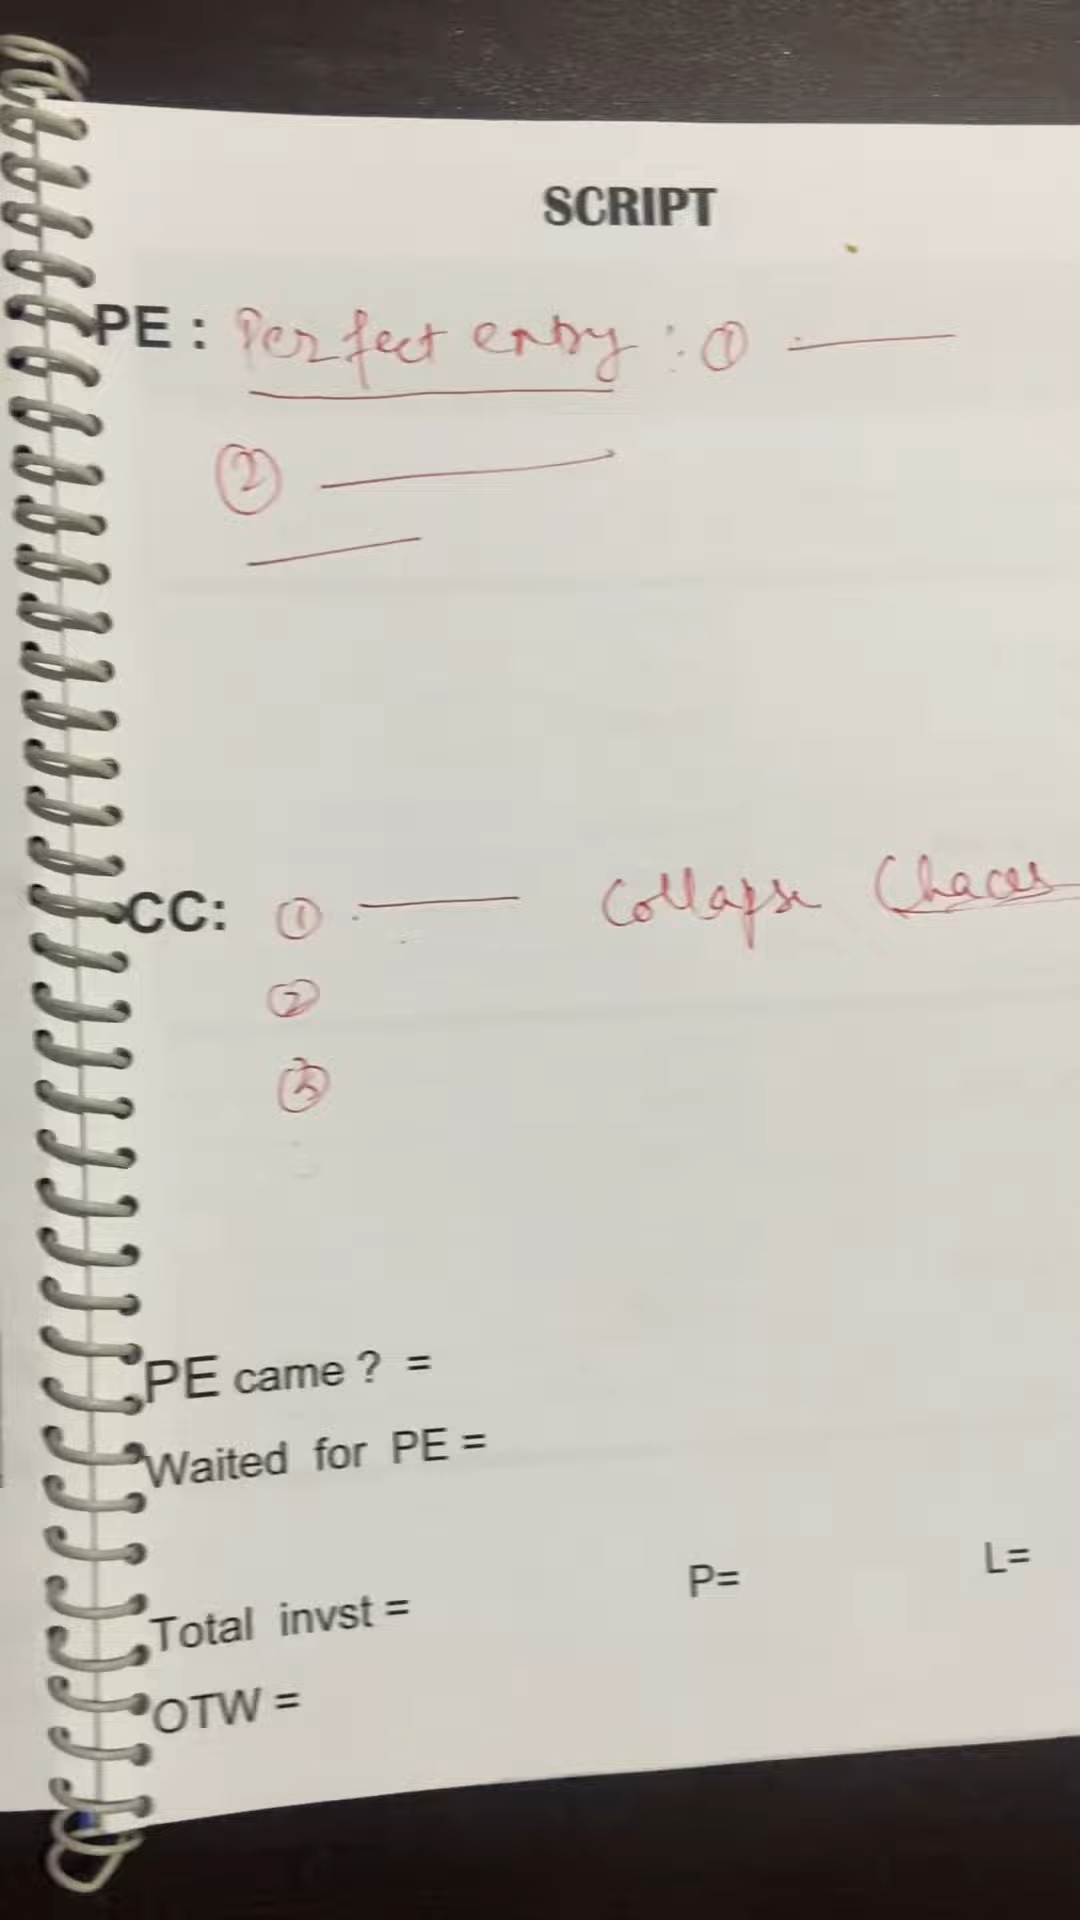 SCRIPT
PE : Perfect entry : ①
②
CC: ① Collapse Chaces
②
③
PE came ? =
Waited for PE =
P= L=
Total invst =
OTW =